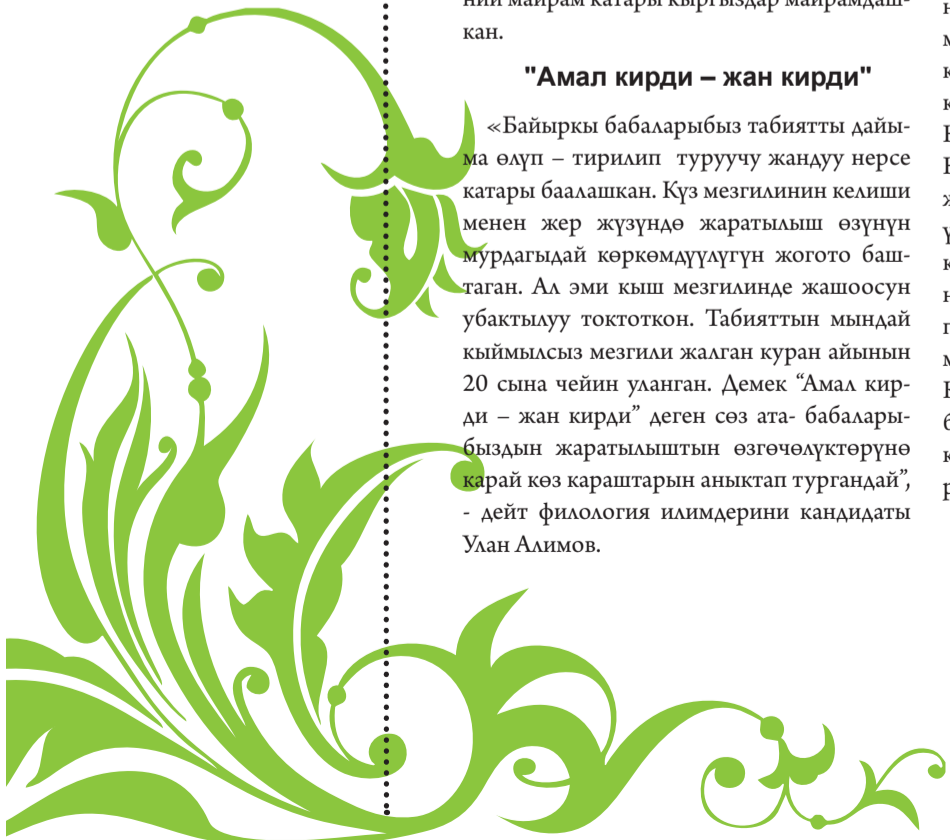 ний майрам катары кыргыздар майрамдаш-
кан.
"Амал кирди – жан кирди"
«Байыркы бабаларыбыз табиятты дайы-
ма өлүп – тирилип туруучу жандуу нерсе
катары баалашкан. Күз мезгилинин келиши
менен жер жүзүндө жаратылыш өзүнүн
мурдагыдай көркөмдүүлүгүн жогото баш-
таган. Ал эми кыш мезгилинде жашоосун
убактылуу токтоткон. Табияттын мындай
кыймылсыз мезгили жалган куран айынын
20 сына чейин уланган. Демек “Амал кир-
ди – жан кирди” деген сөз ата- бабалары-
быздын жаратылыштын өзгөчөлүктөрүнө
карай көз караштарын аныктап тургандай”,
- дейт филология илимдерини кандидаты
Улан Алимов.